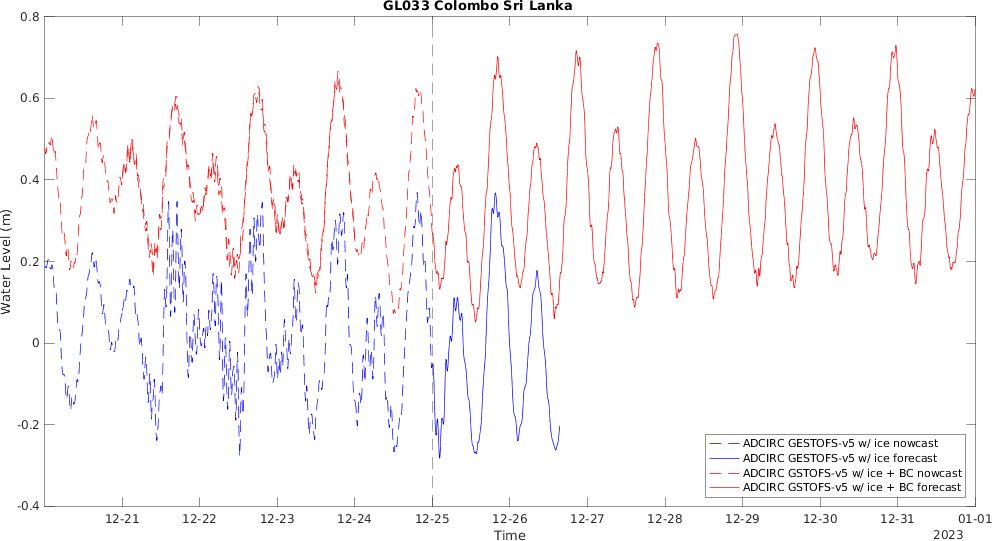 GL033 Colombo Sri Lanka
Water Level (m)
0.8
0.6
0.4
0.2
0
-0.2
-0.4
12-21
12-22
12-23
12-24
12-25
12-26
12-27
12-28
12-29
12-30
12-31
01-01
Time
2023
ADCIRC GESTOFS-v5 w/ ice nowcast
ADCIRC GESTOFS-v5 w/ ice forecast
ADCIRC GSTOFS-v5 w/ ice + BC nowcast
ADCIRC GSTOFS-v5 w/ ice + BC forecast